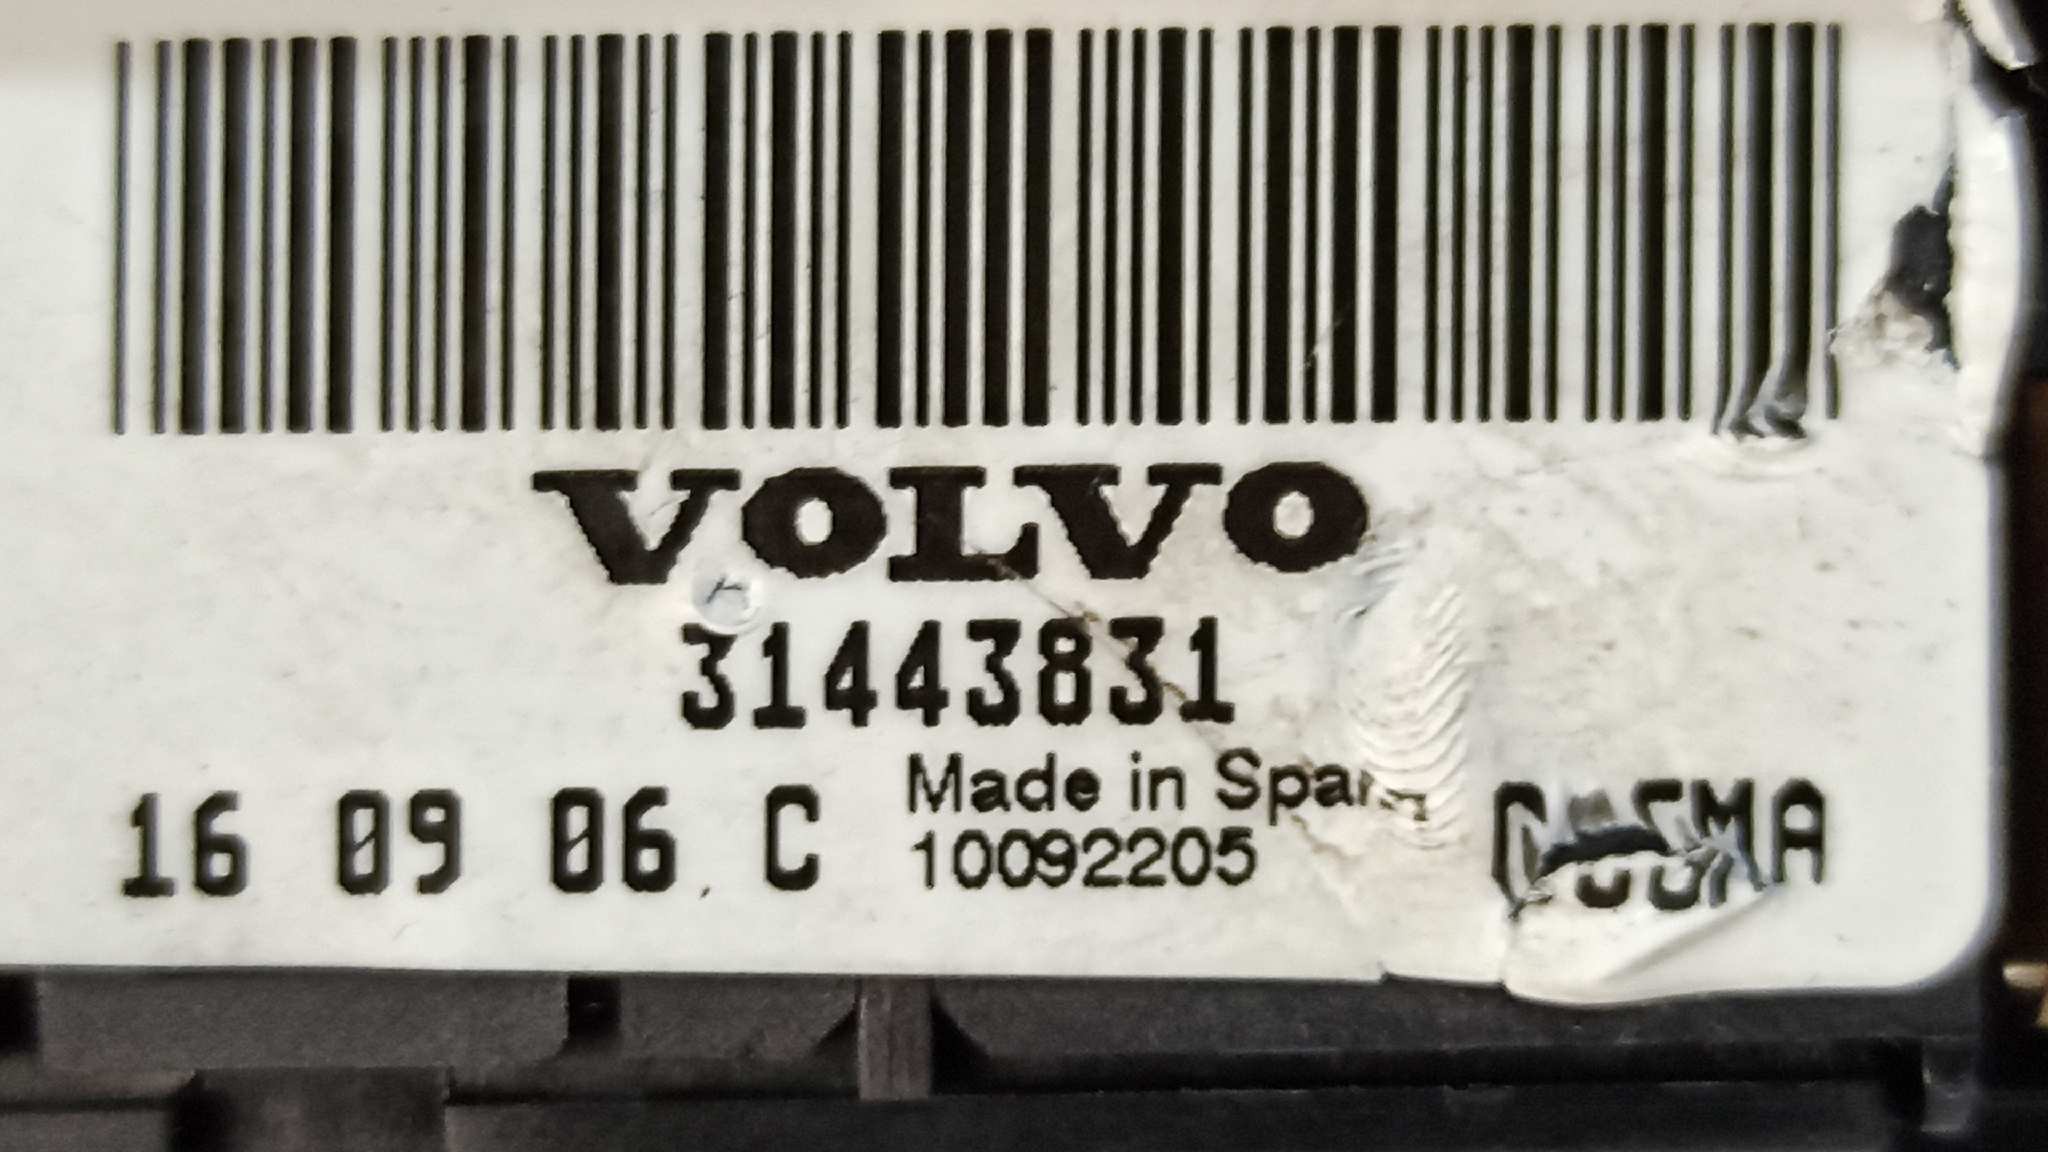 VOLVO
31443831
16 09 06 C
Made in Spain
10092205